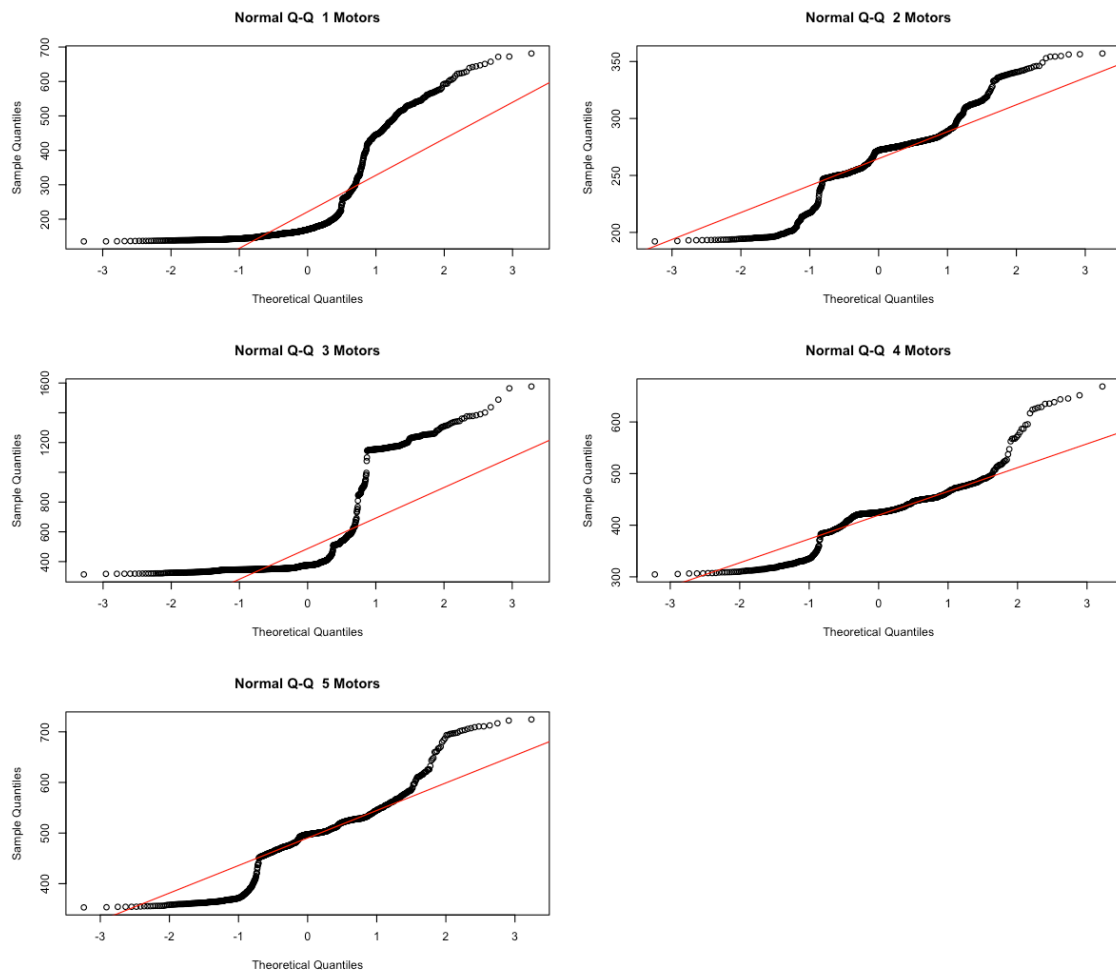 Normal Q-Q  1 Motors
Sample Quantiles
200 300 400 500 600 700
-3 -2 -1 0 1 2 3
Theoretical Quantiles
Normal Q-Q  2 Motors
Sample Quantiles
200 250 300 350
-3 -2 -1 0 1 2 3
Theoretical Quantiles
Normal Q-Q  3 Motors
Sample Quantiles
400 600 800 1200 1600
-3 -2 -1 0 1 2 3
Theoretical Quantiles
Normal Q-Q  4 Motors
Sample Quantiles
300 400 500 600
-3 -2 -1 0 1 2 3
Theoretical Quantiles
Normal Q-Q  5 Motors
Sample Quantiles
400 500 600 700
-3 -2 -1 0 1 2 3
Theoretical Quantiles